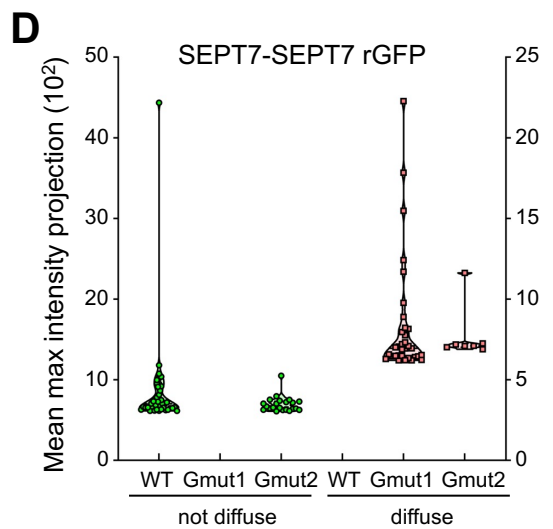 D
SEPT7-SEPT7 rGFP
Mean max intensity projection (10²)
50
40
30
20
10
0
25
20
15
10
5
0
WT Gmut1 Gmut2 WT Gmut1 Gmut2
not diffuse diffuse